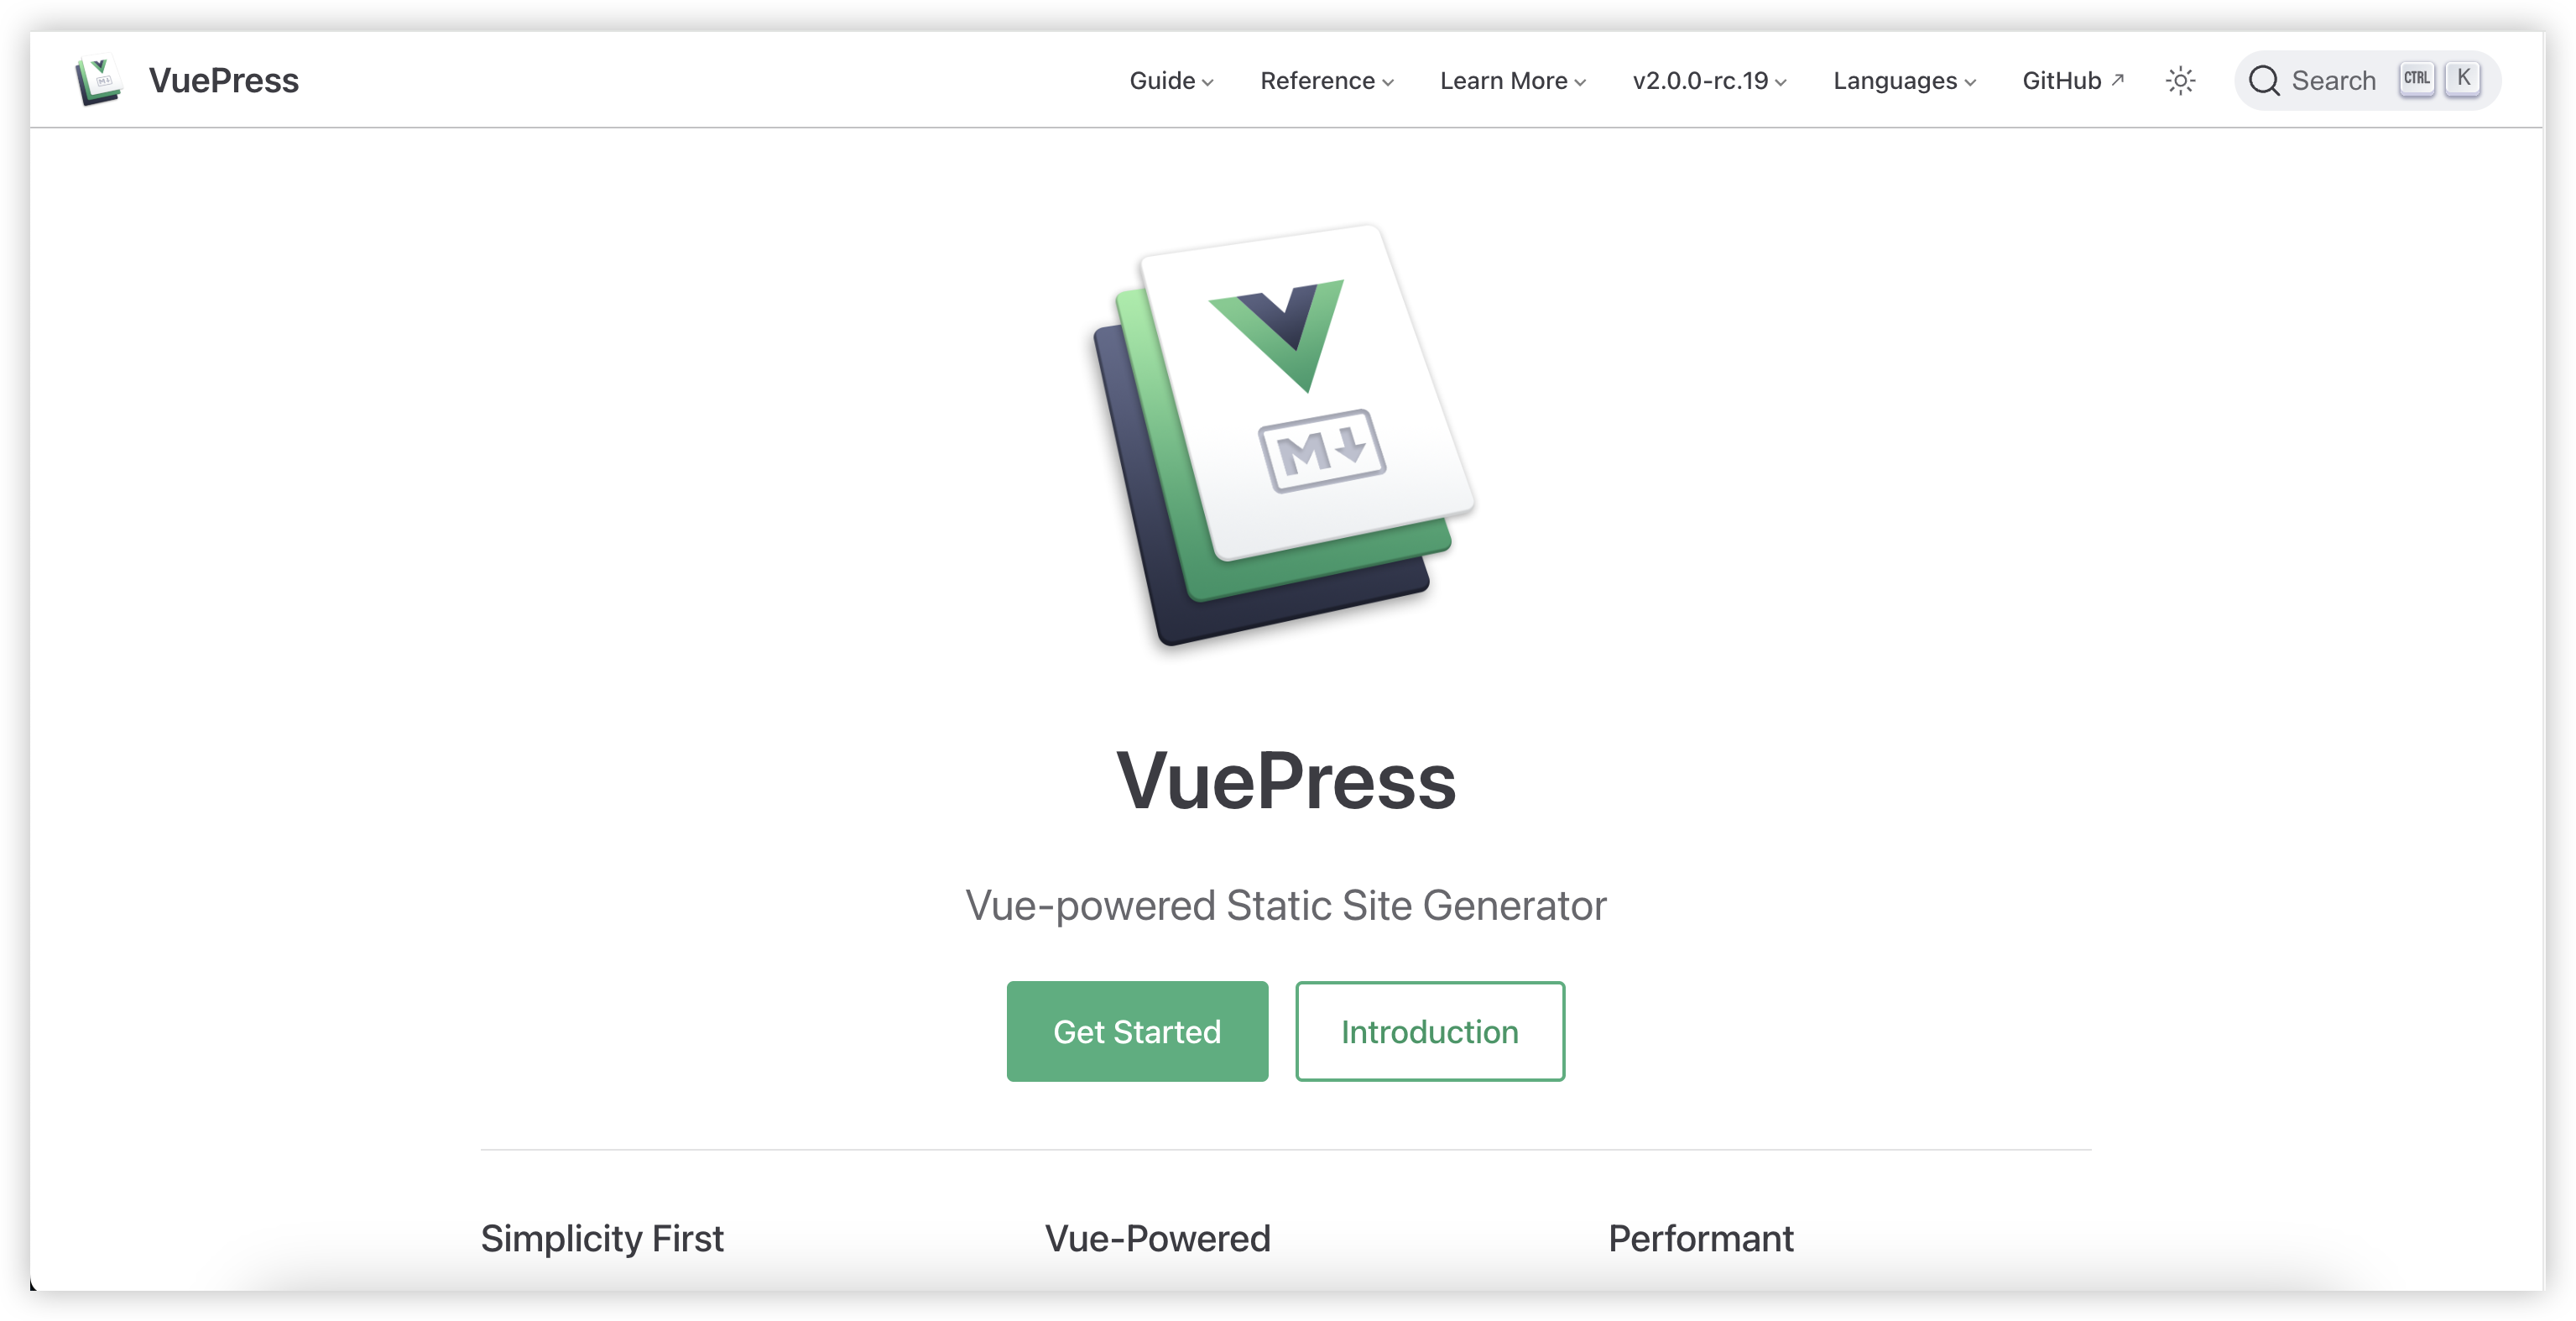 VuePress
Guide Reference Learn More v2.0.0-rc.19 Languages GitHub Search CTRL K
M
VuePress
Vue-powered Static Site Generator
Get Started Introduction
Simplicity First Vue-Powered Performant